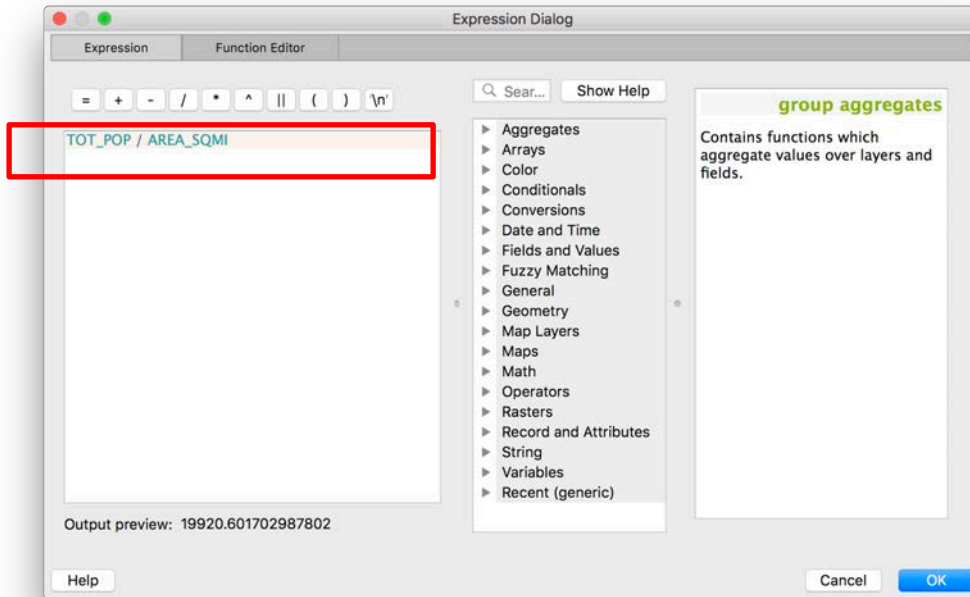 Expression Dialog
Expression
Function Editor
= + - / * ^ || ( ) '\n'
TOT_POP / AREA_SQMI
Output preview: 19920.601702987802
Sear...
Show Help
Aggregates
Arrays
Color
Conditionals
Conversions
Date and Time
Fields and Values
Fuzzy Matching
General
Geometry
Map Layers
Maps
Math
Operators
Rasters
Record and Attributes
String
Variables
Recent (generic)
group aggregates
Contains functions which
aggregate values over layers and
fields.
Help
Cancel
OK